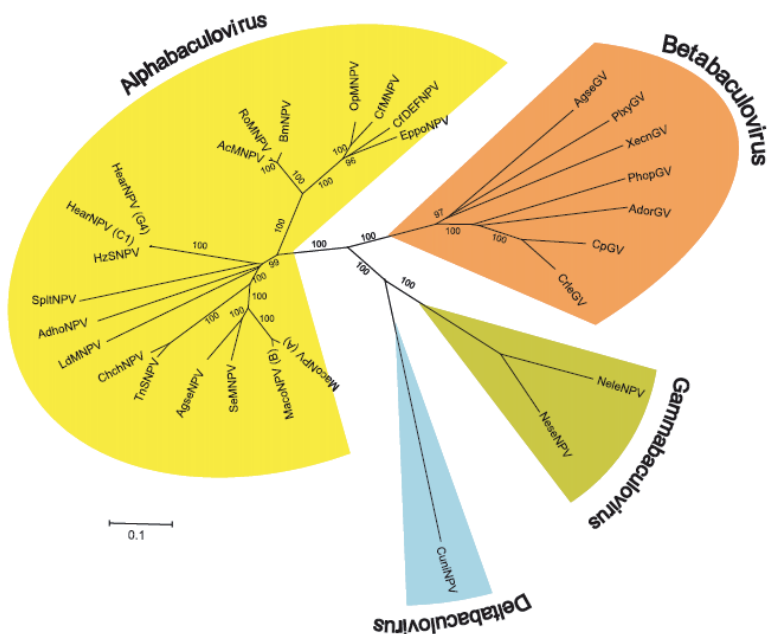 Alphabaculovirus
Betabaculovirus
Gammabaculovirus
Deltabaculovirus
OpMNPV
CfMNPV
CfDEFNPV
EppoNPV
BmNPV
RoMNPV
AcMNPV
100
100
100
96
100
100
HearNPV (G4)
HearNPV (C1)
HzSNPV
100
SpltNPV
AdhoNPV
LdMNPV
ChchNPV
TnSNPV
AgseNPV
SeMNPV
MacoNPV (B)
MacoNPV (A)
99
100
100
100
100
100
100
100
AgseGV
PlxyGV
XecnGV
PhopGV
AdorGV
CpGV
CrleGV
97
100
100
100
100
NeleNPV
NeseNPV
CuniNPV
0.1